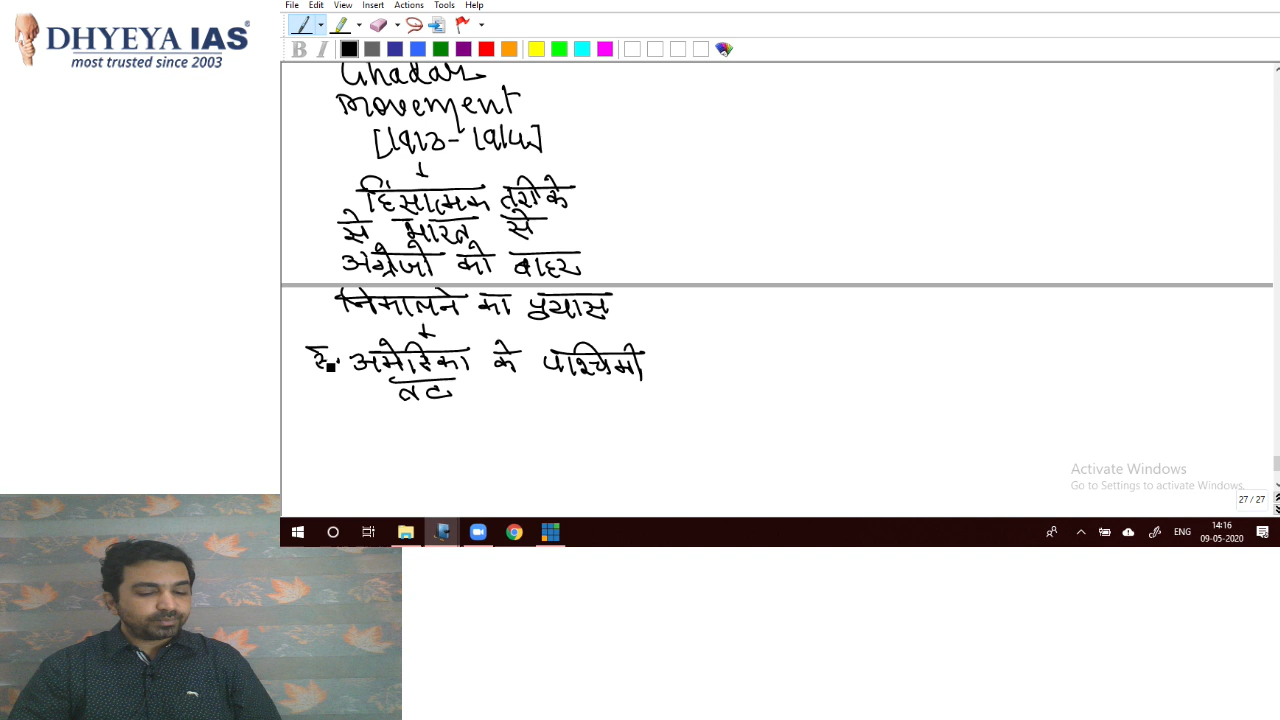 File Edit View Insert Actions Tools Help
DHYEYA IAS®
most trusted since 2003
B I
Ghadar
movement
[1913-1914]
हिंसात्मक तरीके
से भारत से
अंग्रेजो को बाहर
निकालने का प्रयास
अमेरिका के पश्चिमी
तट
Activate Windows
Go to Settings to activate Windows.
27 / 27
ENG
14:16
09-05-2020